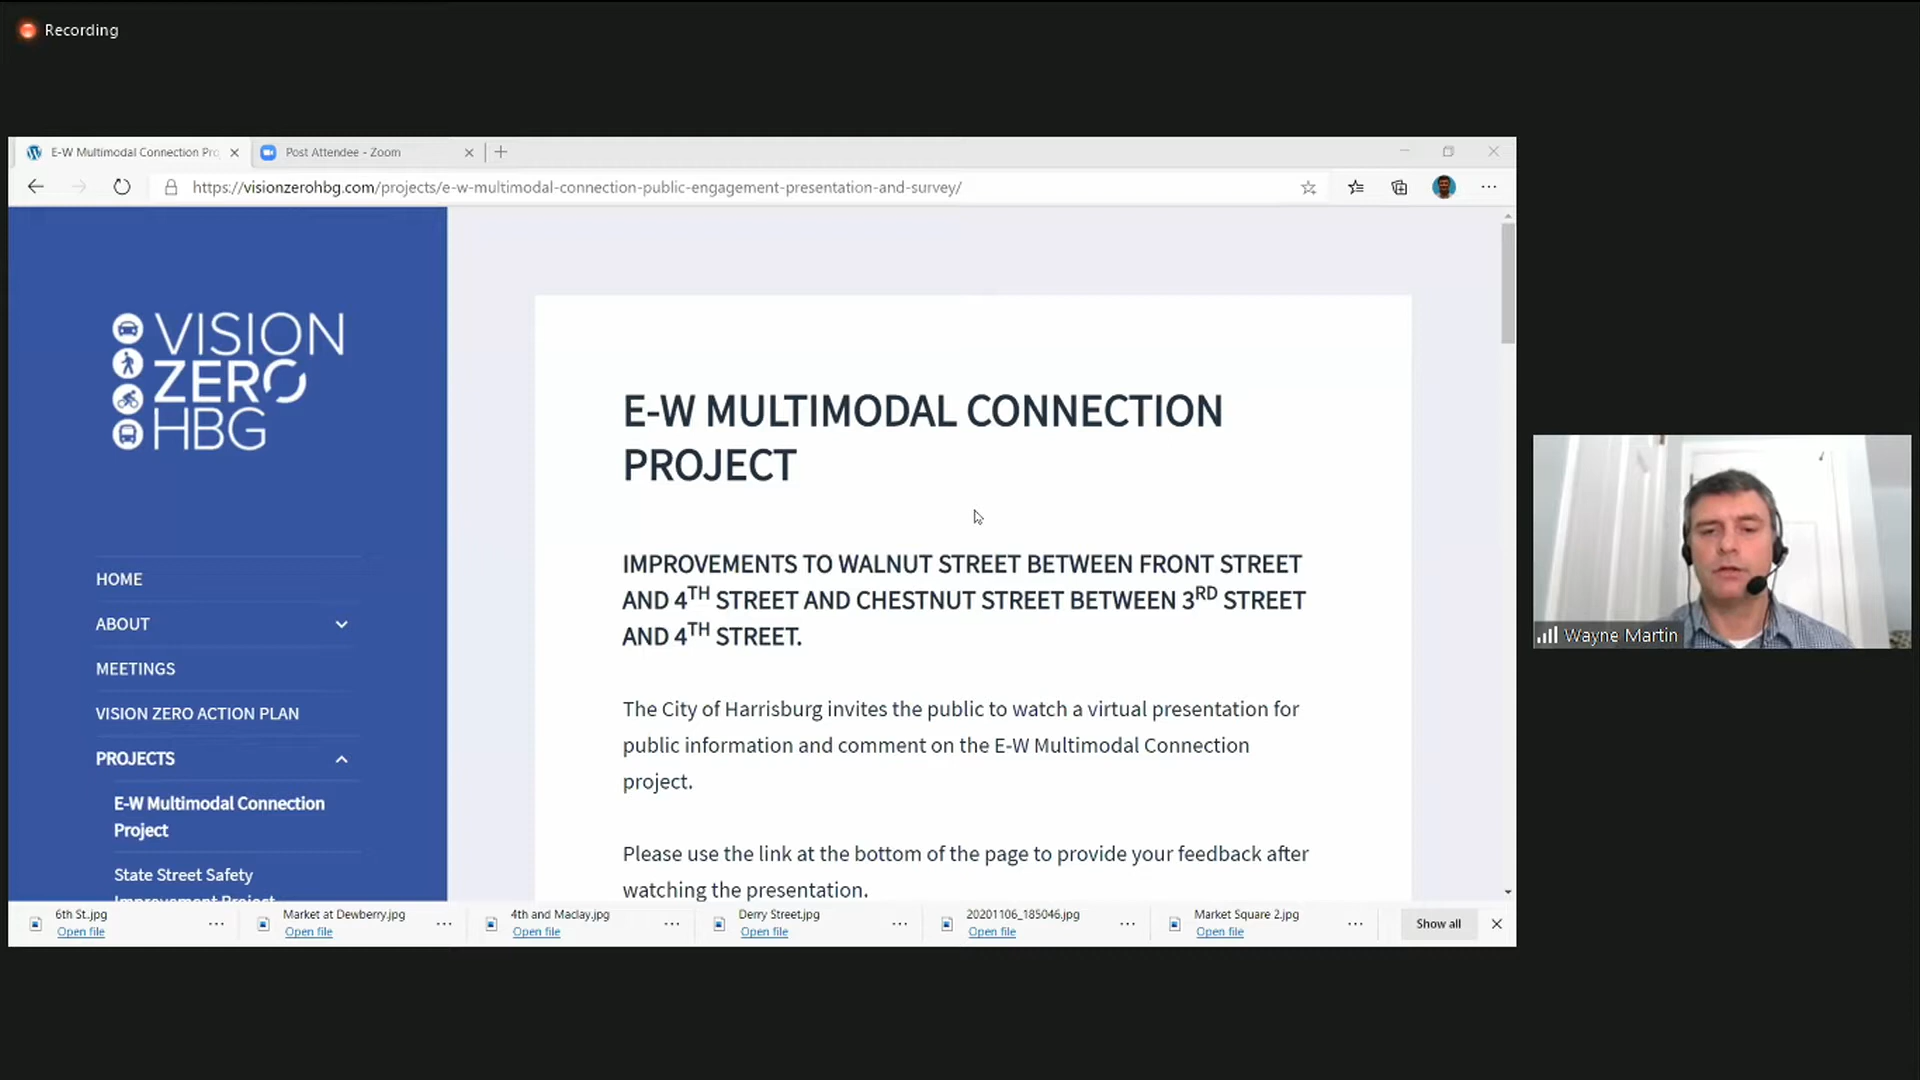 Recording
E-W Multimodal Connection Pro
Post Attendee - Zoom
https://visionzerohbg.com/projects/e-w-multimodal-connection-public-engagement-presentation-and-survey/
VISION
ZERO
HBG
HOME
ABOUT
MEETINGS
VISION ZERO ACTION PLAN
PROJECTS
E-W Multimodal Connection
Project
State Street Safety
Improvement Project
E-W MULTIMODAL CONNECTION
PROJECT
IMPROVEMENTS TO WALNUT STREET BETWEEN FRONT STREET
AND 4TH STREET AND CHESTNUT STREET BETWEEN 3RD STREET
AND 4TH STREET.
The City of Harrisburg invites the public to watch a virtual presentation for
public information and comment on the E-W Multimodal Connection
project.
Please use the link at the bottom of the page to provide your feedback after
watching the presentation.
Wayne Martin
6th St.jpg
Open file
Market at Dewberry.jpg
Open file
4th and Maclay.jpg
Open file
Derry Street.jpg
Open file
20201106_185046.jpg
Open file
Market Square 2.jpg
Open file
Show all